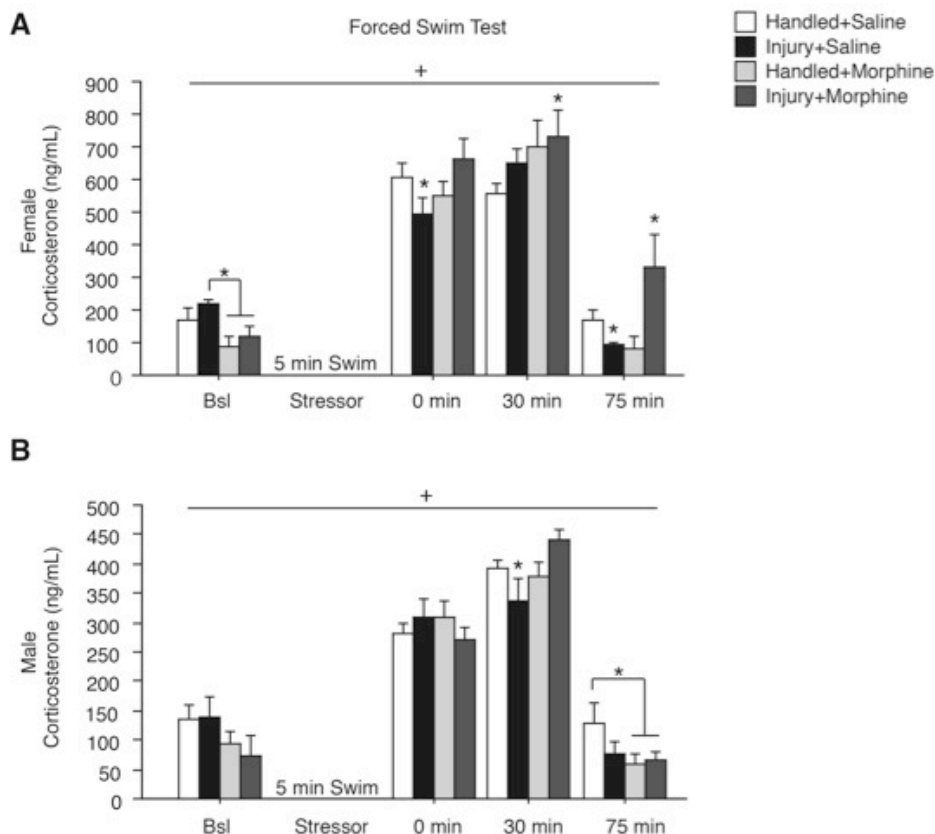 A
Forced Swim Test
Handled+Saline
Injury+Saline
Handled+Morphine
Injury+Morphine
+
900
800
700
600
500
400
300
200
100
0
Female
Corticosterone (ng/mL)
*
*
*
*
*
5 min Swim
Bsl Stressor 0 min 30 min 75 min
B
+
500
450
400
350
300
250
200
150
100
50
0
Male
Corticosterone (ng/mL)
*
*
5 min Swim
Bsl Stressor 0 min 30 min 75 min